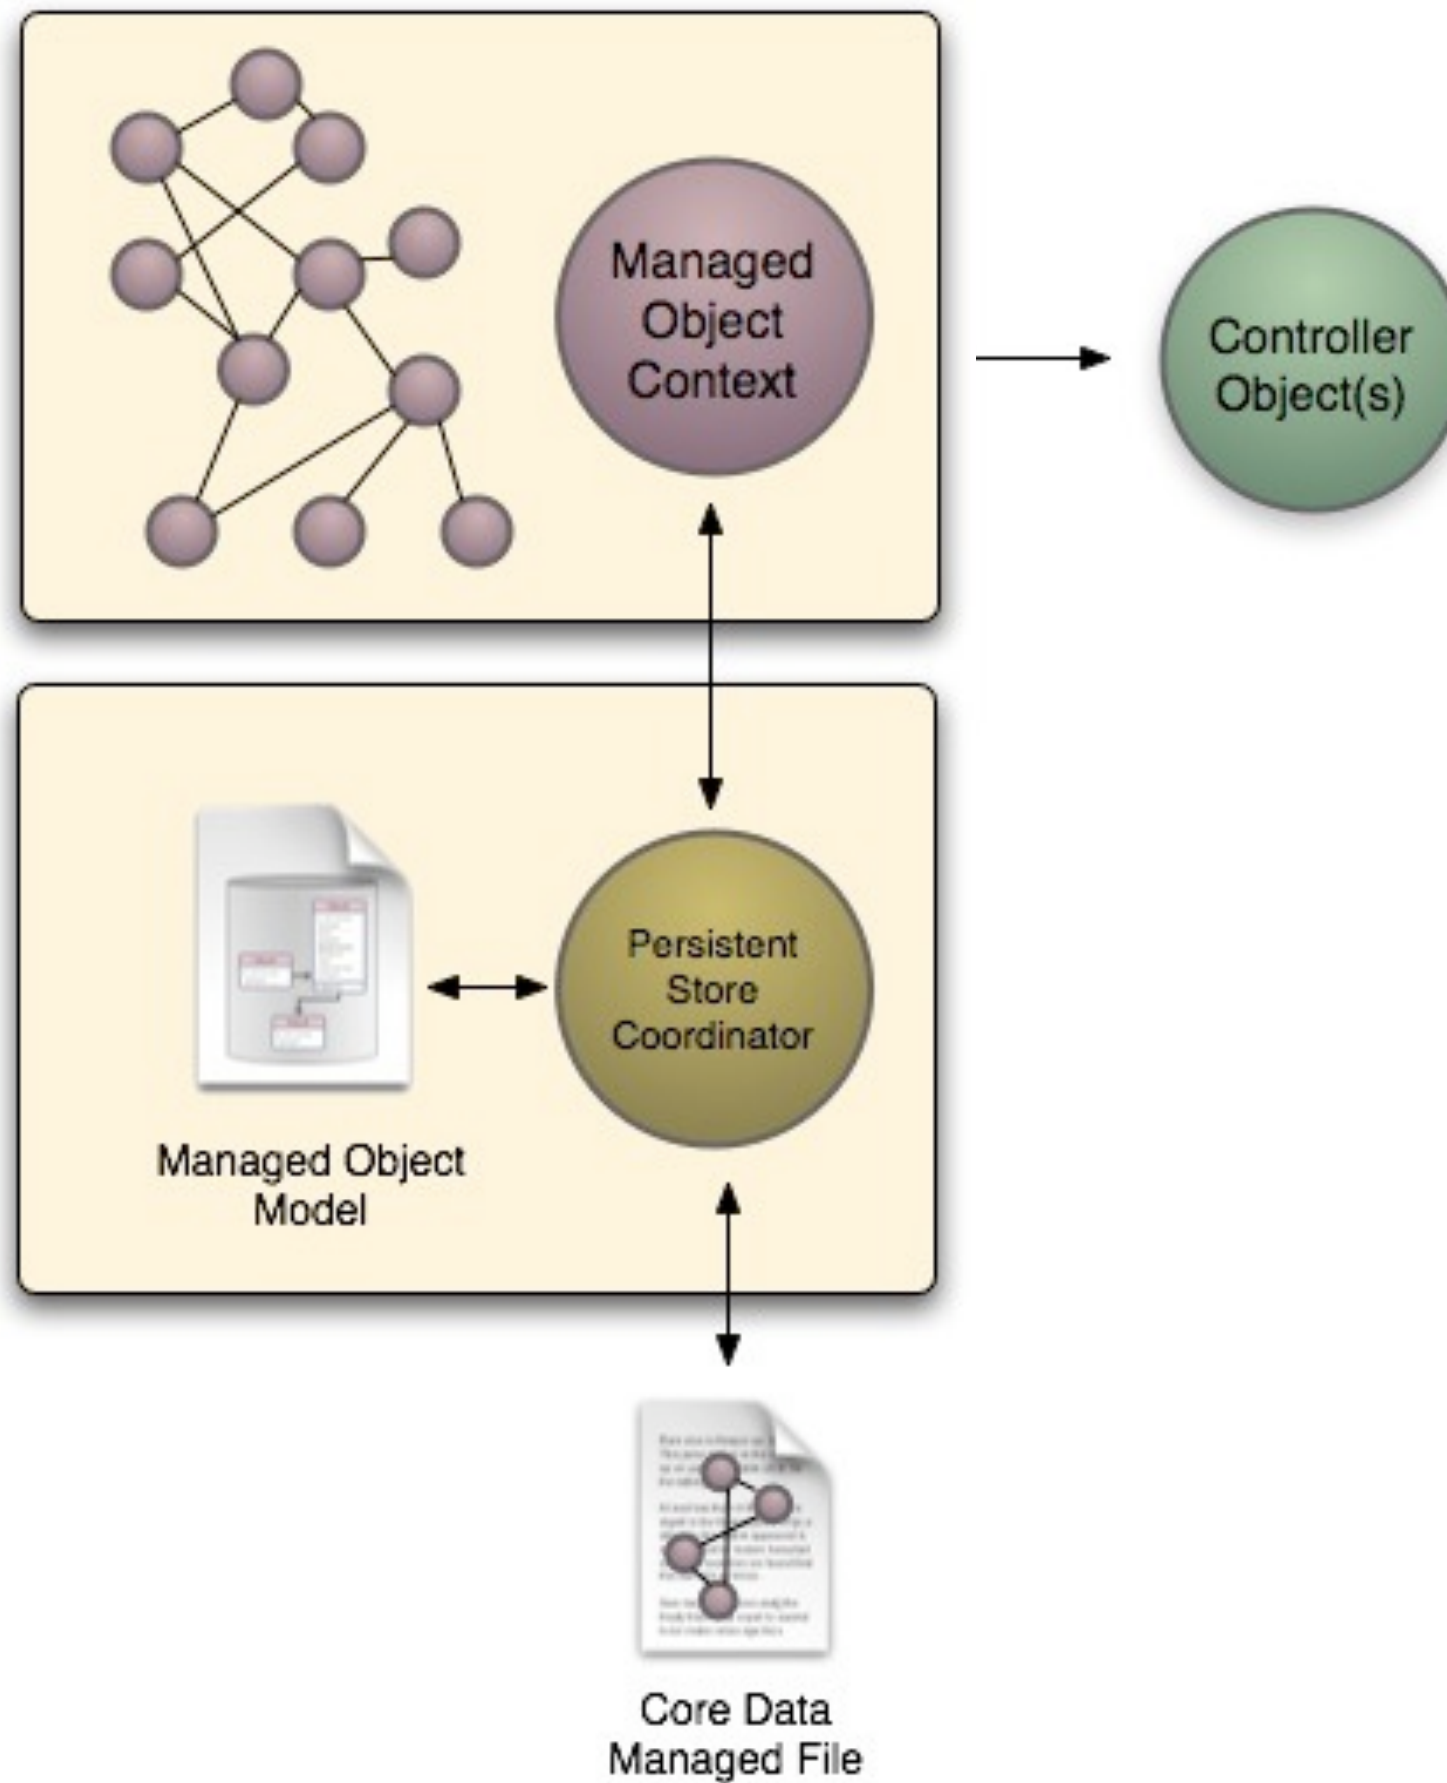 Managed
Object
Context
Controller
Object(s)
Persistent
Store
Coordinator
Managed Object
Model
Core Data
Managed File